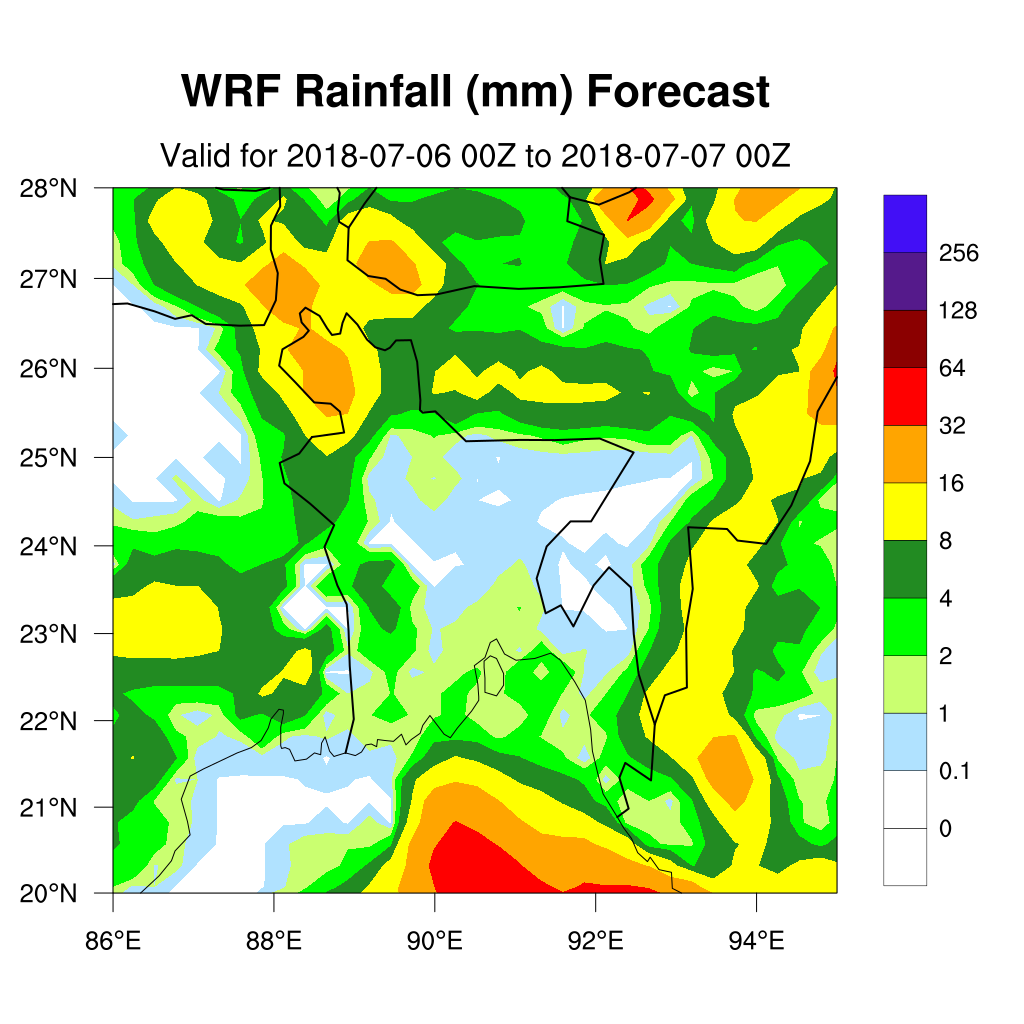 WRF Rainfall (mm) Forecast
Valid for 2018-07-06 00Z to 2018-07-07 00Z
28°N
27°N
26°N
25°N
24°N
23°N
22°N
21°N
20°N
86°E 88°E 90°E 92°E 94°E
256
128
64
32
16
8
4
2
1
0.1
0